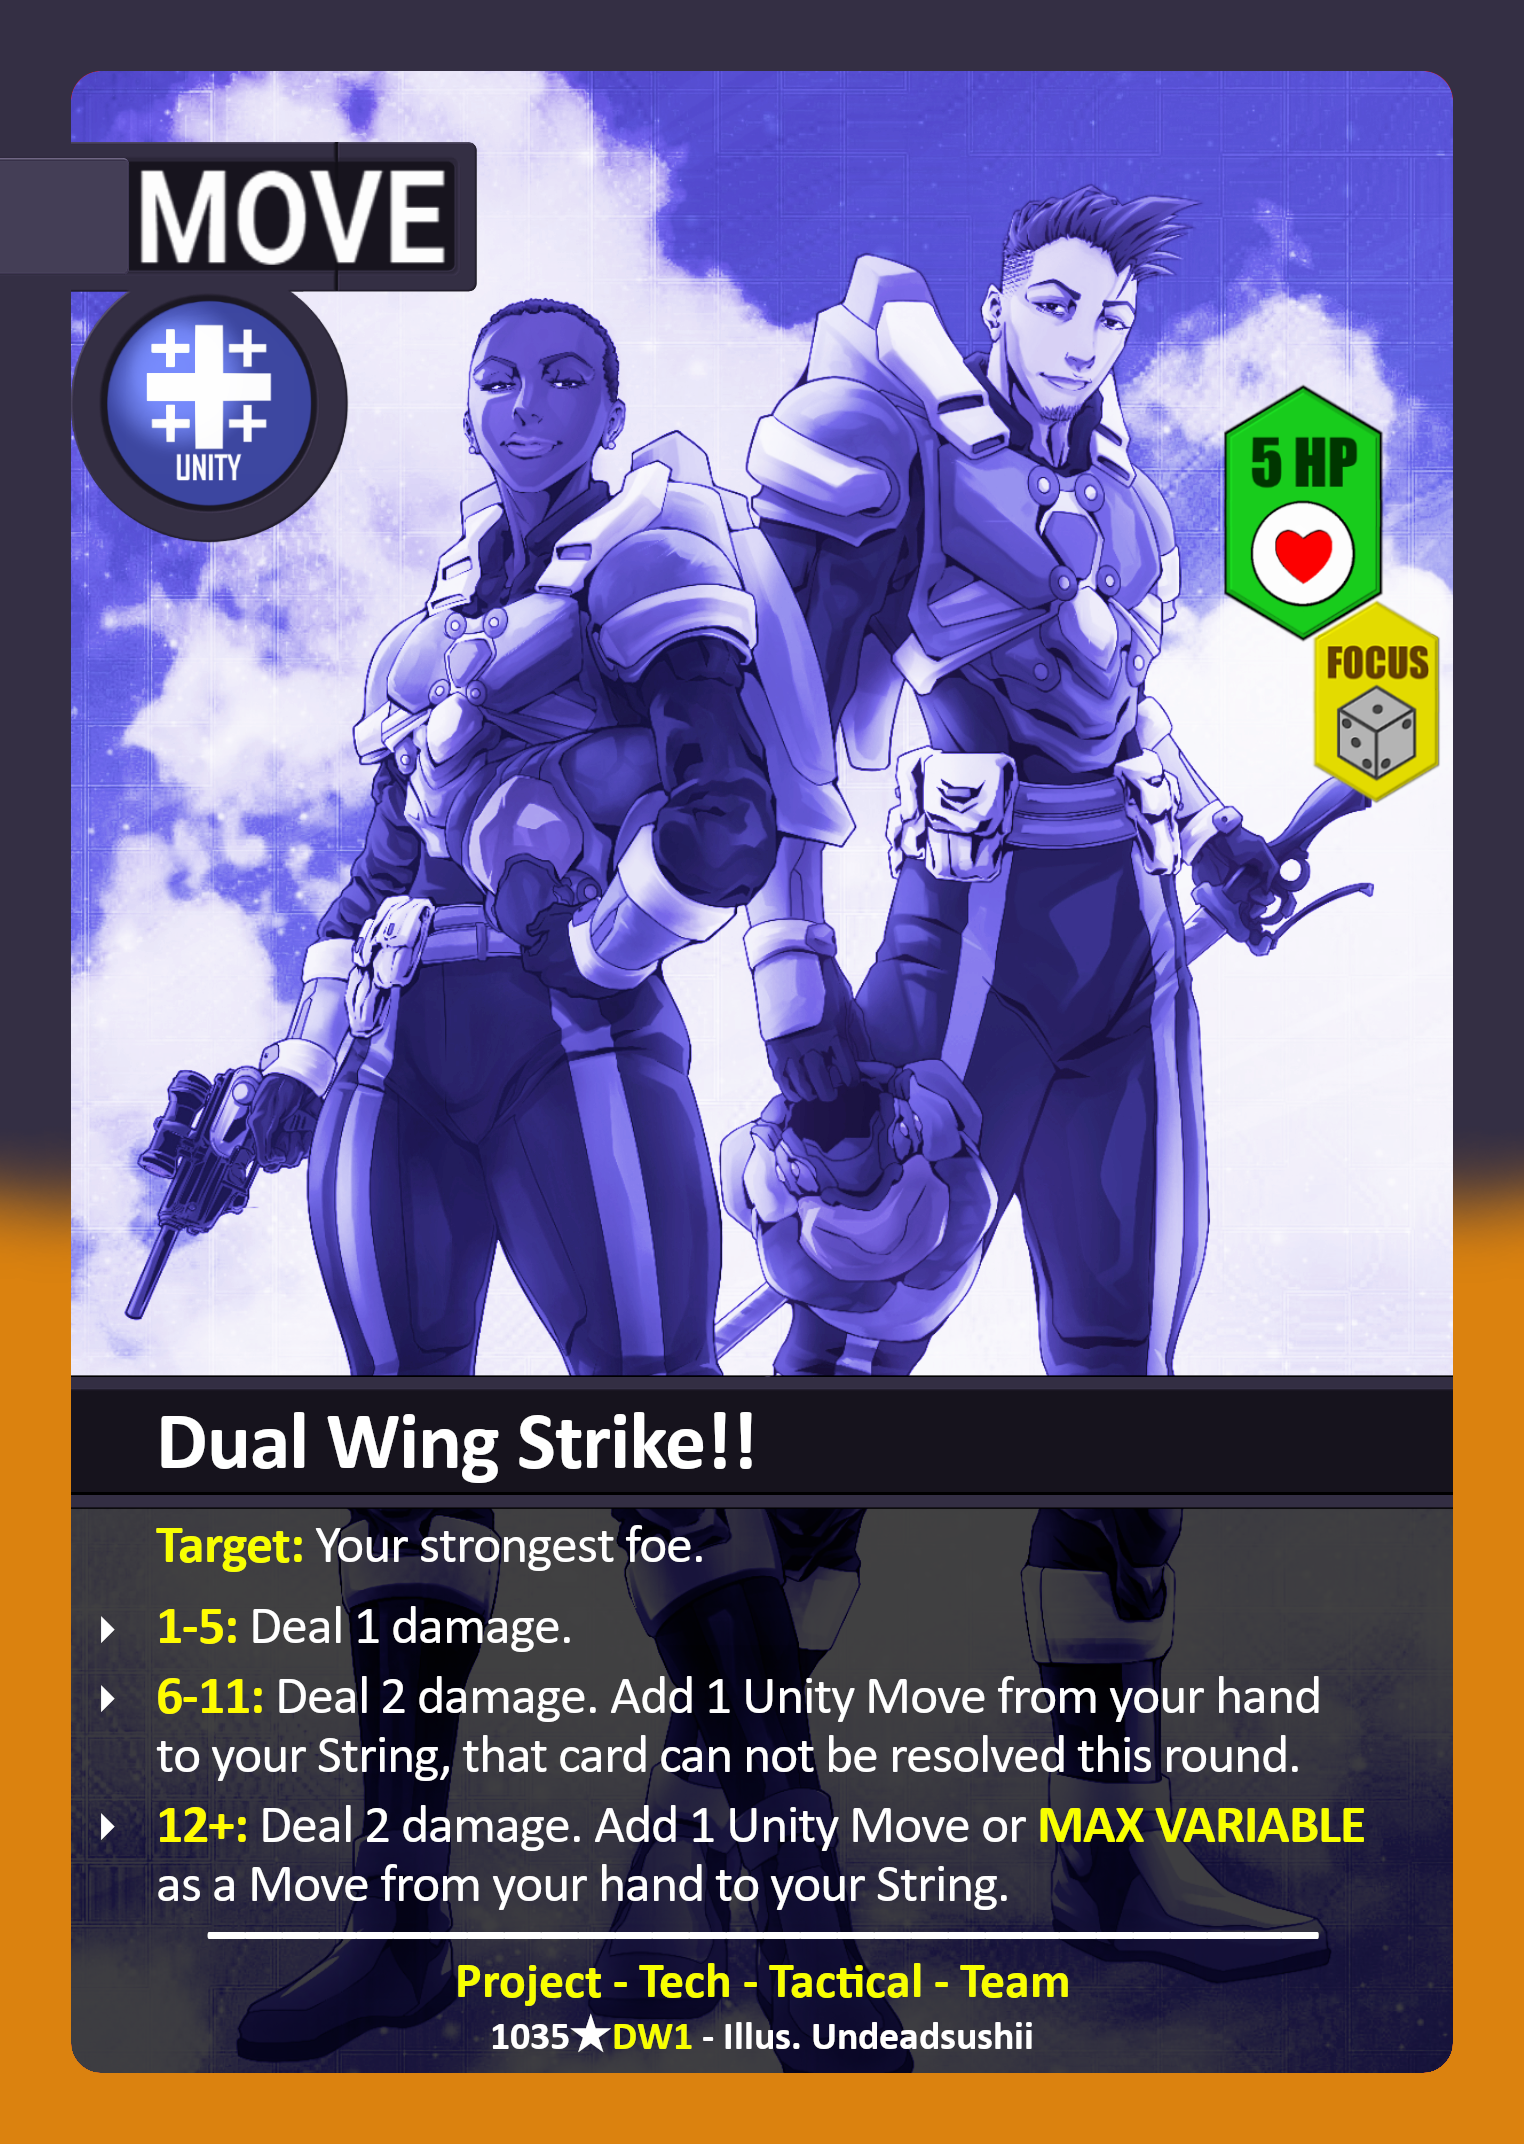 MOVE
UNITY
5 HP
FOCUS
Dual Wing Strike!!
Target: Your strongest foe.
1-5: Deal 1 damage.
6-11: Deal 2 damage. Add 1 Unity Move from your hand
to your String, that card can not be resolved this round.
12+: Deal 2 damage. Add 1 Unity Move or MAX VARIABLE
as a Move from your hand to your String.
Project - Tech - Tactical - Team
1035★DW1 - Illus. Undeadsushii